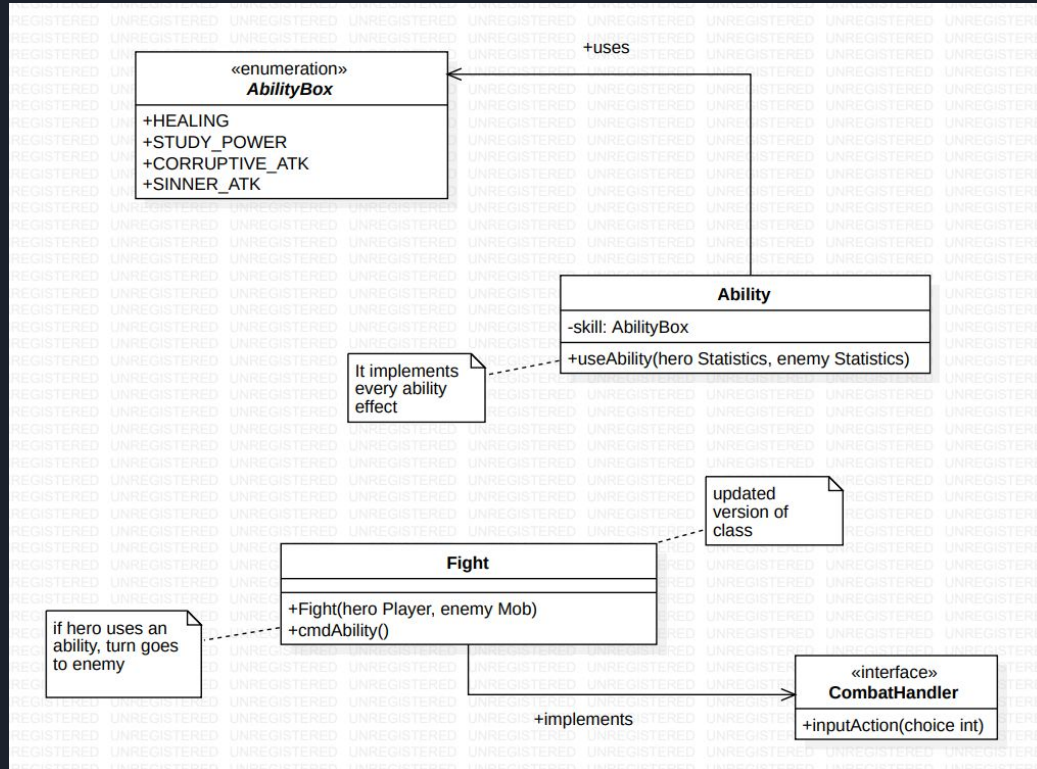 +uses
«enumeration»
AbilityBox
+HEALING
+STUDY_POWER
+CORRUPTIVE_ATK
+SINNER_ATK
Ability
-skill: AbilityBox
+useAbility(hero Statistics, enemy Statistics)
It implements
every ability
effect
updated
version of
class
Fight
+Fight(hero Player, enemy Mob)
+cmdAbility()
if hero uses an
ability, turn goes
to enemy
«interface»
CombatHandler
+inputAction(choice int)
+implements
UNREGISTERED